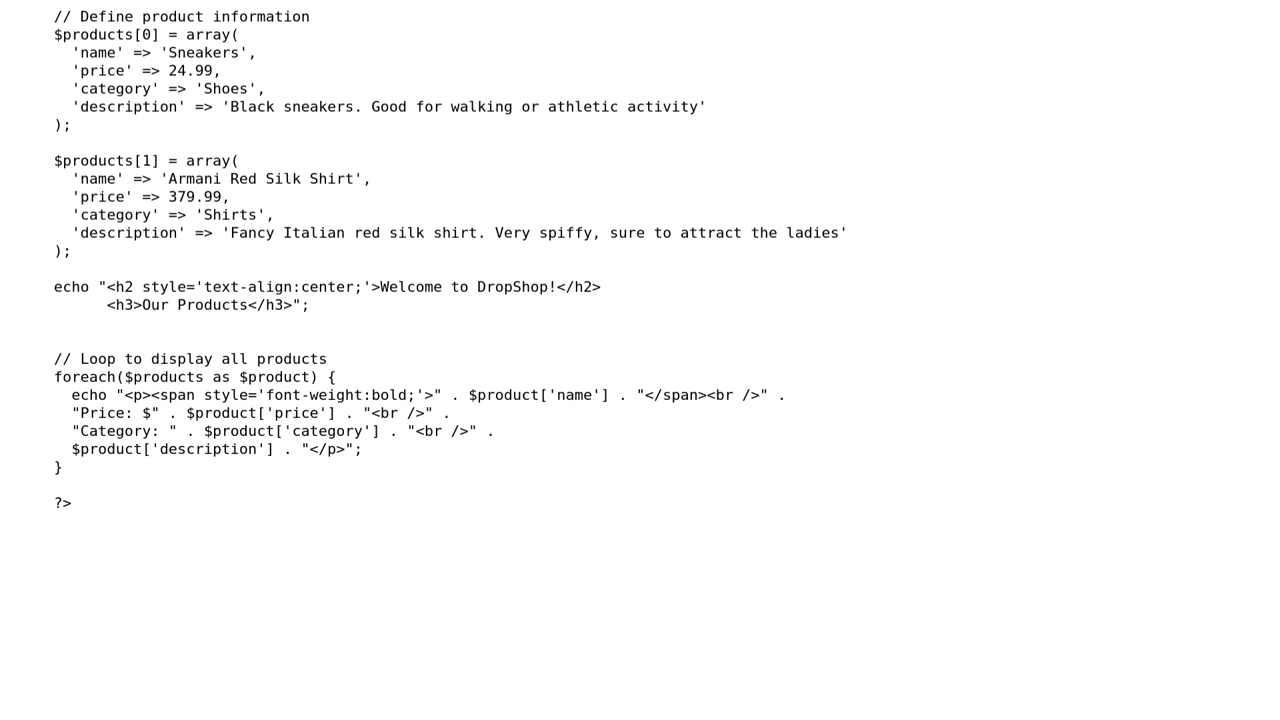 // Define product information
$products[0] = array(
  'name' => 'Sneakers',
  'price' => 24.99,
  'category' => 'Shoes',
  'description' => 'Black sneakers. Good for walking or athletic activity'
);

$products[1] = array(
  'name' => 'Armani Red Silk Shirt',
  'price' => 379.99,
  'category' => 'Shirts',
  'description' => 'Fancy Italian red silk shirt. Very spiffy, sure to attract the ladies'
);

echo "<h2 style='text-align:center;'>Welcome to DropShop!</h2>
      <h3>Our Products</h3>";


// Loop to display all products
foreach($products as $product) {
  echo "<p><span style='font-weight:bold;'>" . $product['name'] . "</span><br />" .
  "Price: $" . $product['price'] . "<br />" .
  "Category: " . $product['category'] . "<br />" .
  $product['description'] . "</p>";
}

?>